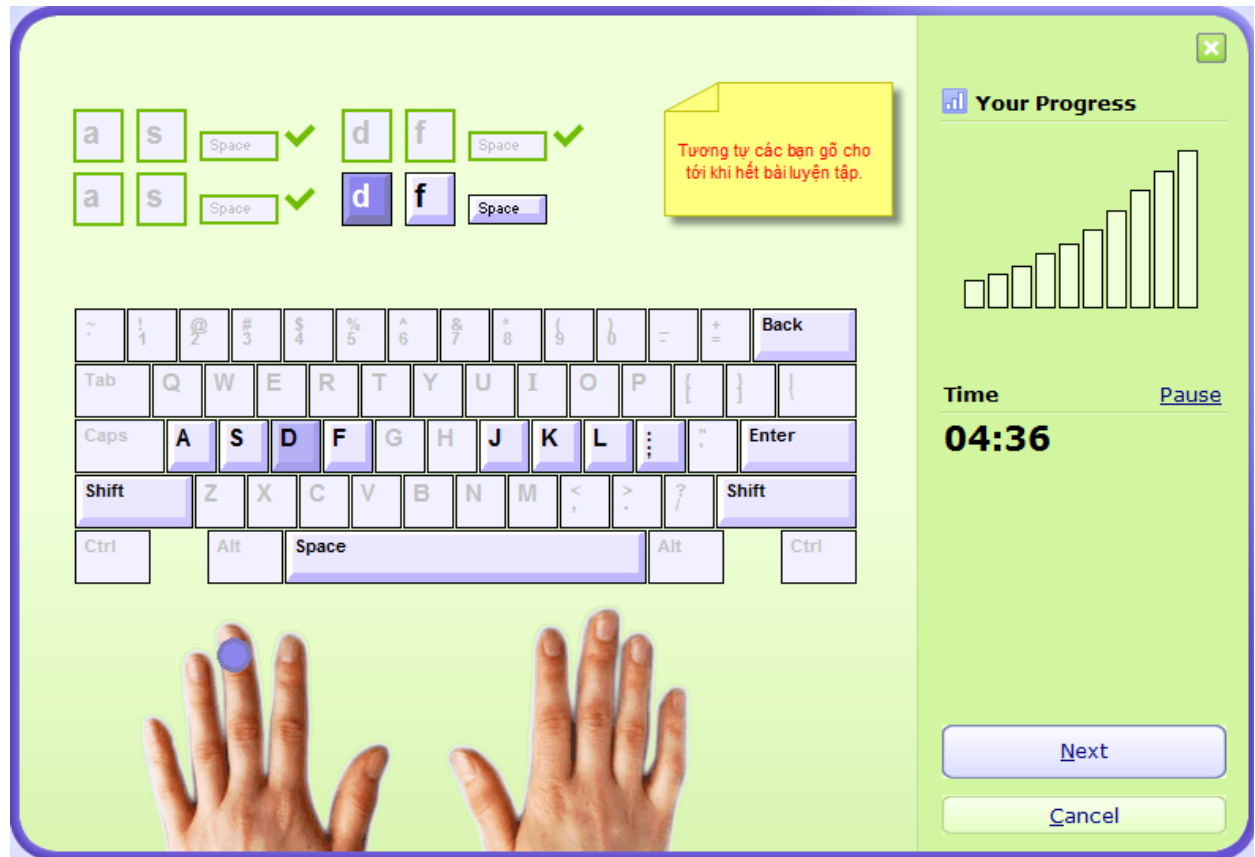 a s Space d f Space
a s Space d f Space
Tương tự các bạn gõ cho
tới khi hết bài luyện tập.
~ ` ! 1 @ 2 # 3 $ 4 % 5 ^ 6 & 7 * 8 ( 9 ) 0 _ - + = Back
Tab Q W E R T Y U I O P { [ } ] | \
Caps A S D F G H J K L : ; " ' Enter
Shift Z X C V B N M < , > . ? / Shift
Ctrl Alt Space Alt Ctrl
Your Progress
Time Pause
04:36
Next
Cancel